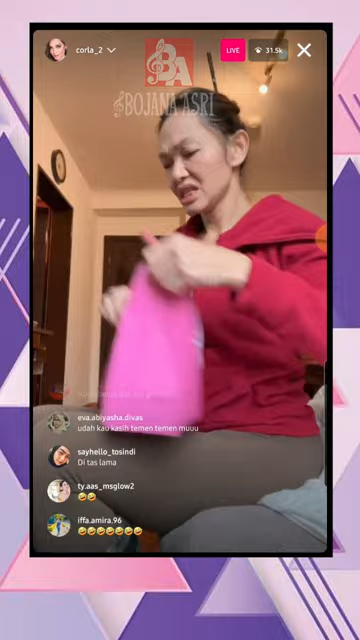 corla_2
LIVE
31.5k
BA
BOJANA ASRI
eva.abiyasha.divas
udah kau kasih temen temen muuu
sayhello_tosindi
Di tas lama
ty.aas_msglow2
iffa.amira.96